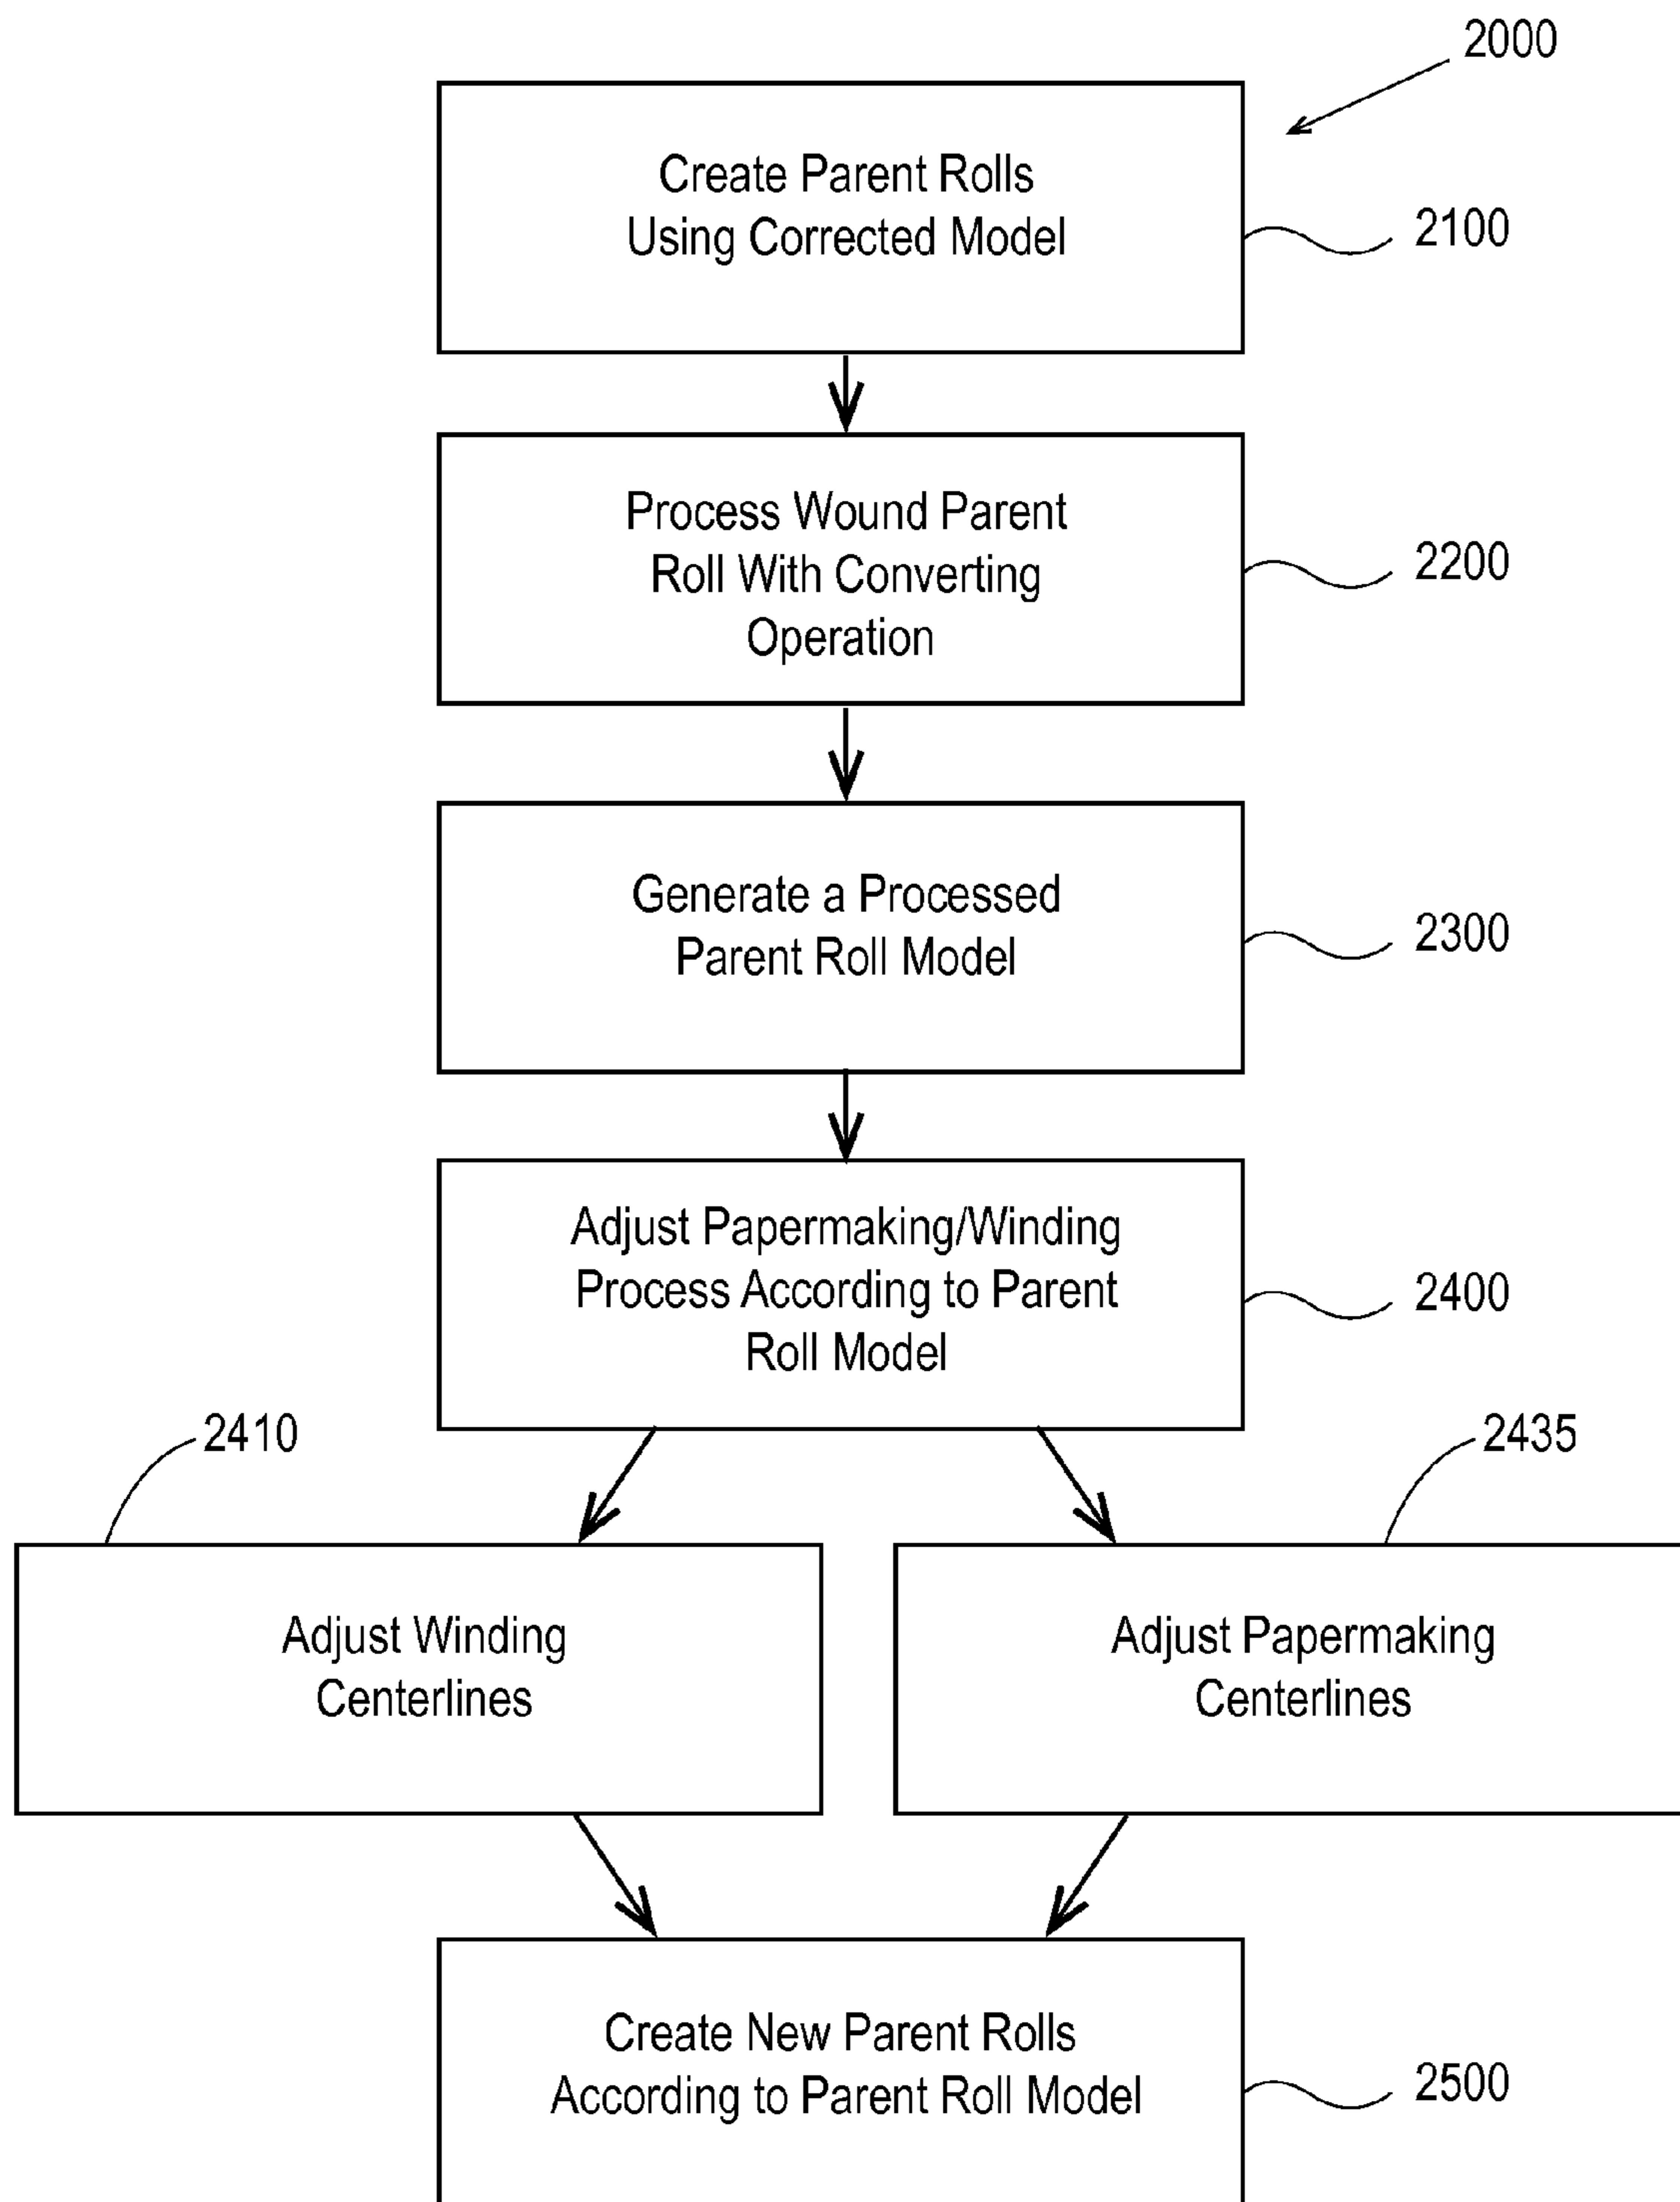 2000
Create Parent Rolls
Using Corrected Model
2100
Process Wound Parent
Roll With Converting
Operation
2200
Generate a Processed
Parent Roll Model
2300
Adjust Papermaking/Winding
Process According to Parent
Roll Model
2400
2410
2435
Adjust Winding
Centerlines
Adjust Papermaking
Centerlines
Create New Parent Rolls
According to Parent Roll Model
2500